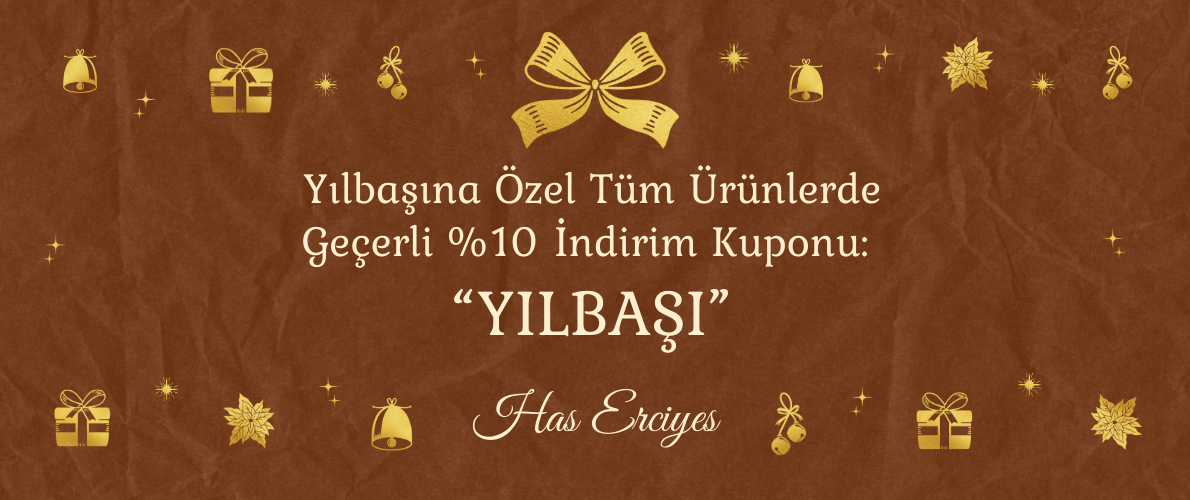 Yılbaşına Özel Tüm Ürünlerde
Geçerli %10 İndirim Kuponu:
“YILBAŞI”
Has Erciyes